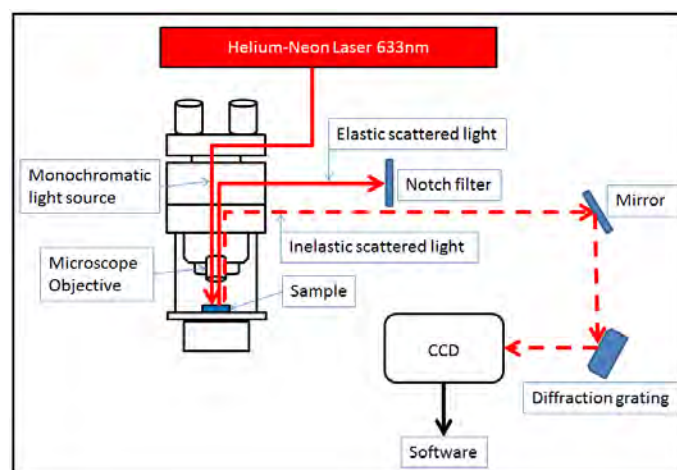 Helium-Neon Laser 633nm
Elastic scattered light
Monochromatic
light source
Notch filter
Mirror
Inelastic scattered light
Microscope
Objective
Sample
CCD
Diffraction grating
Software